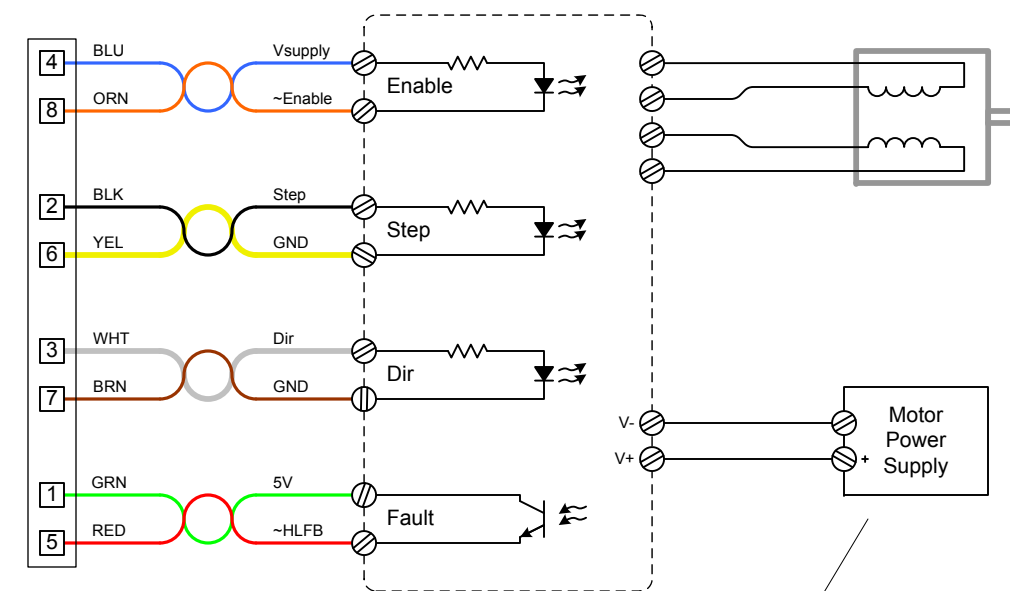 4 BLU Vsupply
Enable
8 ORN ~Enable
2 BLK Step
Step
6 YEL GND
3 WHT Dir
Dir
7 BRN GND
1 GRN 5V
Fault
5 RED ~HLFB
V-
V+
Motor
Power
Supply
+